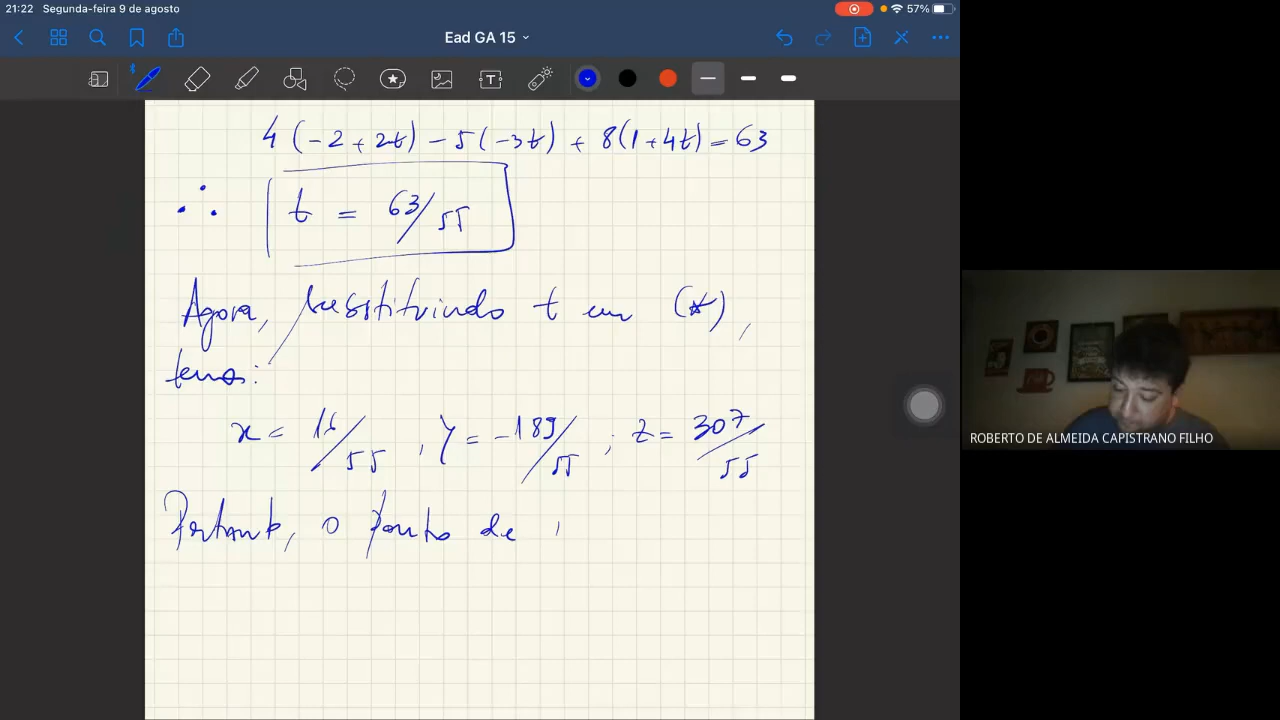 21:22 Segunda-feira 9 de agosto
57%
Ead GA 15
4 (-2 + 2t) - 5 (-3t) + 8 (1 + 4t) = 63
∴ t = 63/55
Agora, substituindo t em (*),
temos:
x = 16/55 , y = -189/55 ; z = 307/55
Portanto, o ponto de
ROBERTO DE ALMEIDA CAPISTRANO FILHO